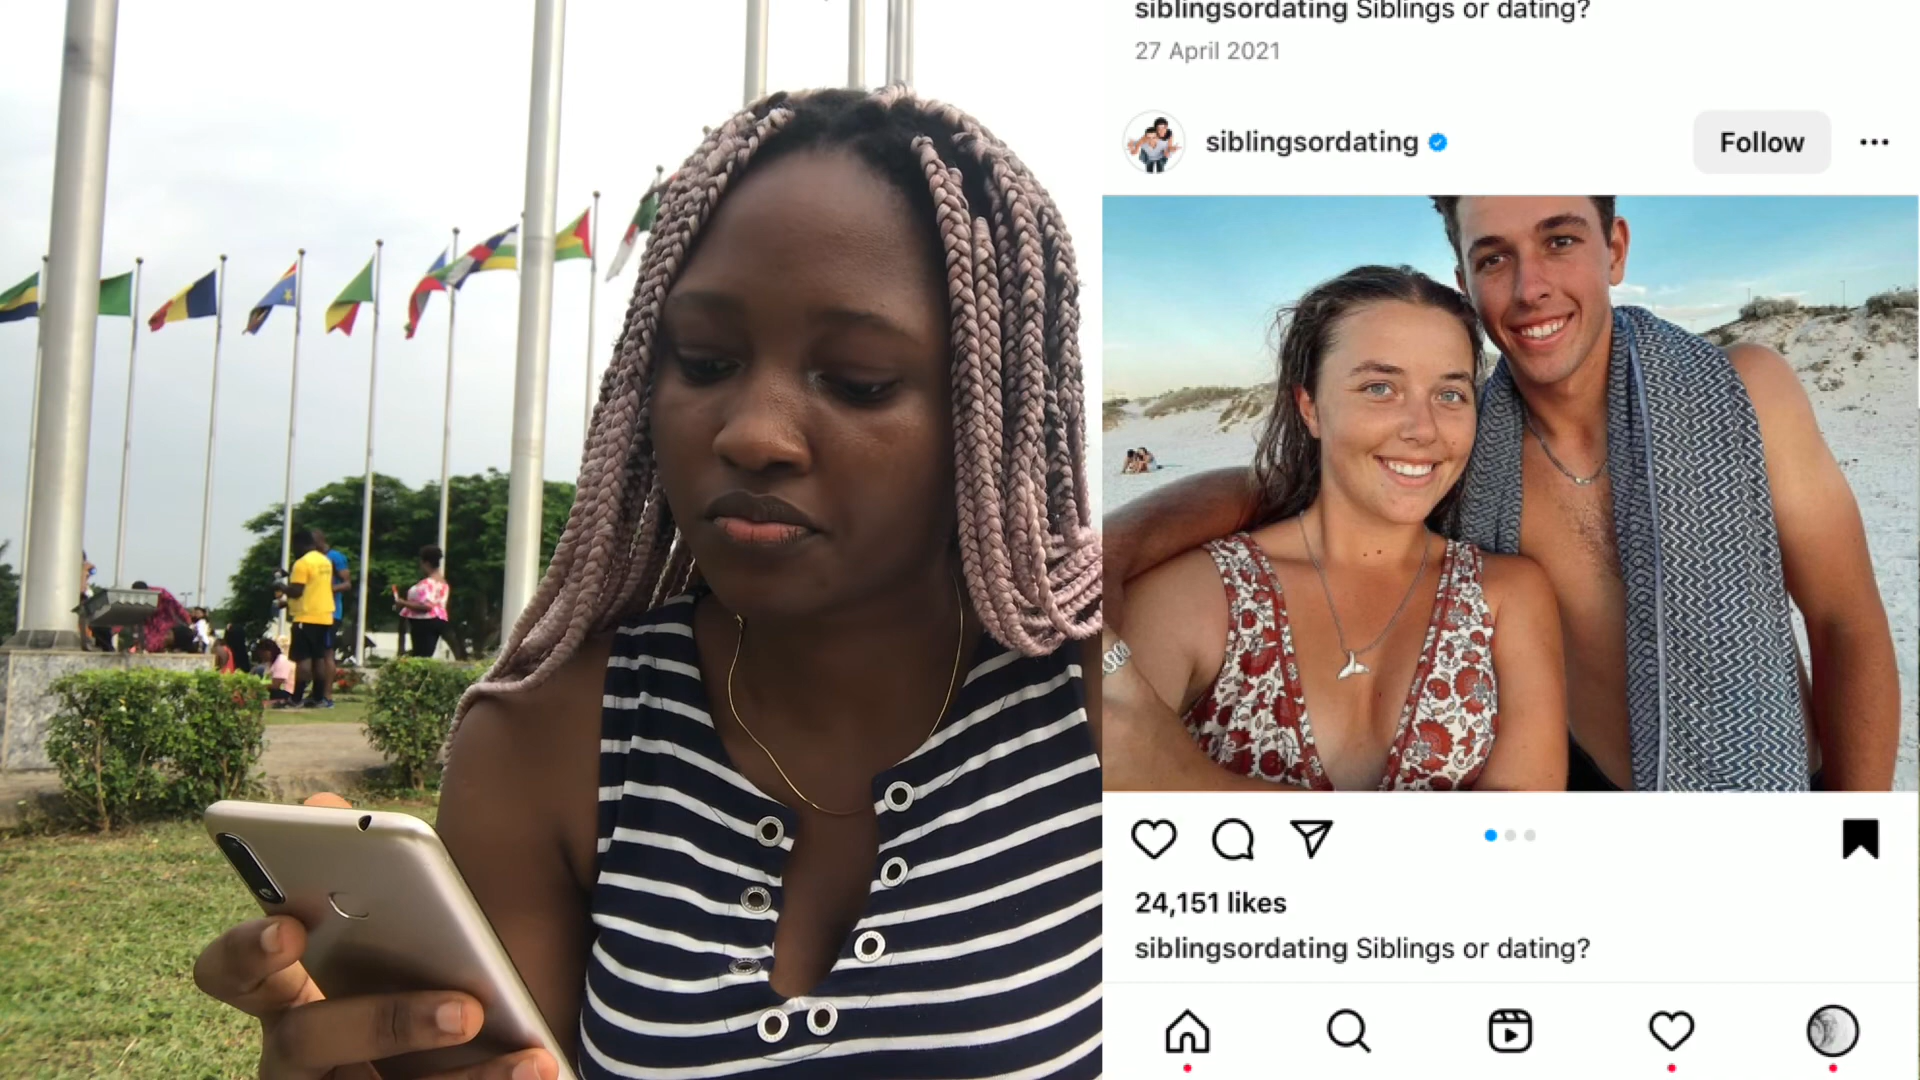 siblingsordating Siblings or dating?
27 April 2021
siblingsordating
Follow
24,151 likes
siblingsordating Siblings or dating?